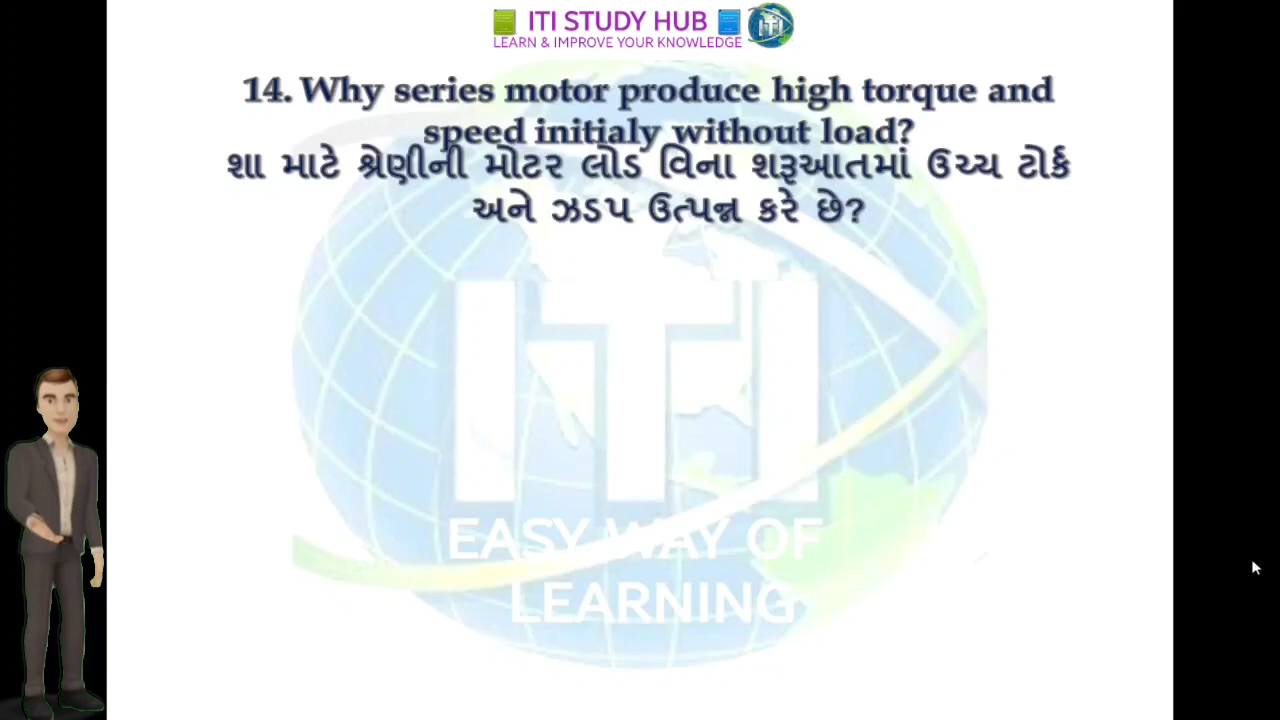 ITI STUDY HUB
LEARN & IMPROVE YOUR KNOWLEDGE
ITI
14. Why series motor produce high torque and
speed initialy without load?
શા માટે શ્રેણીની મોટર લોડ વિના શરૂઆતમાં ઉચ્ચ ટોર્ક
અને ઝડપ ઉત્પન્ન કરે છે?
ITI
EASY WAY OF
LEARNING